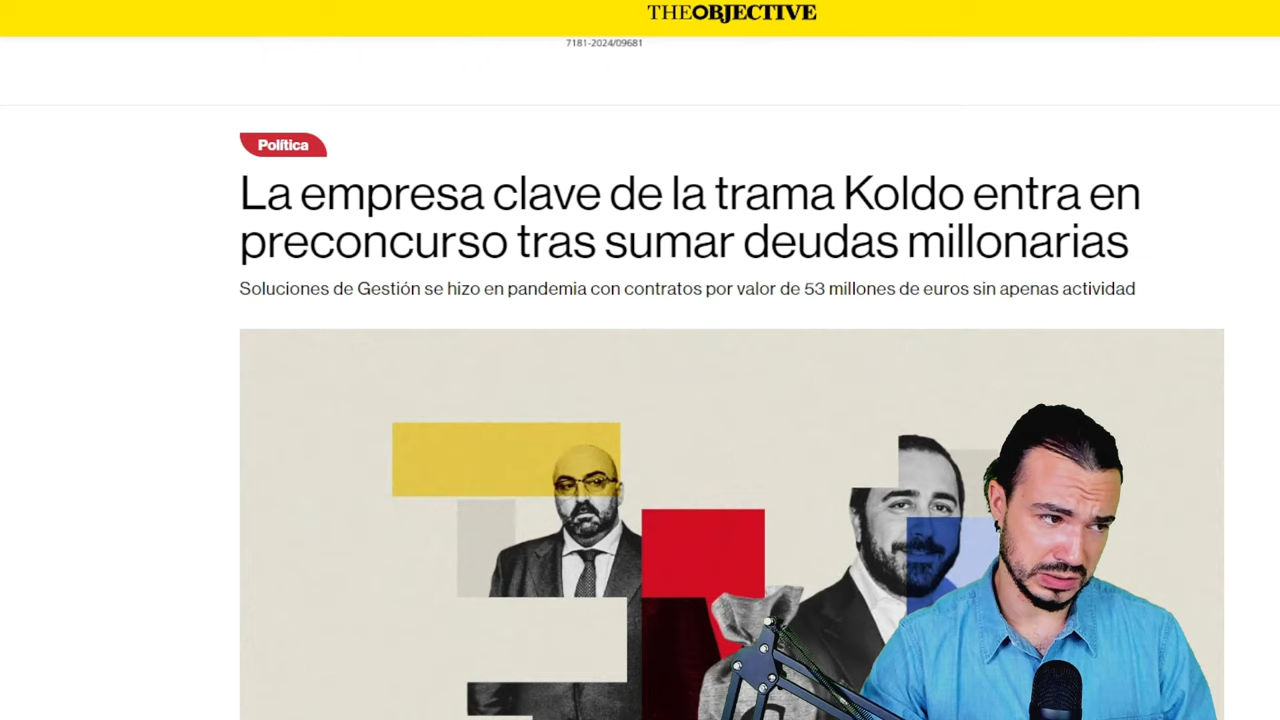 THEOBJECTIVE
7181-2024/09681
Política
La empresa clave de la trama Koldo entra en
preconcurso tras sumar deudas millonarias
Soluciones de Gestión se hizo en pandemia con contratos por valor de 53 millones de euros sin apenas actividad